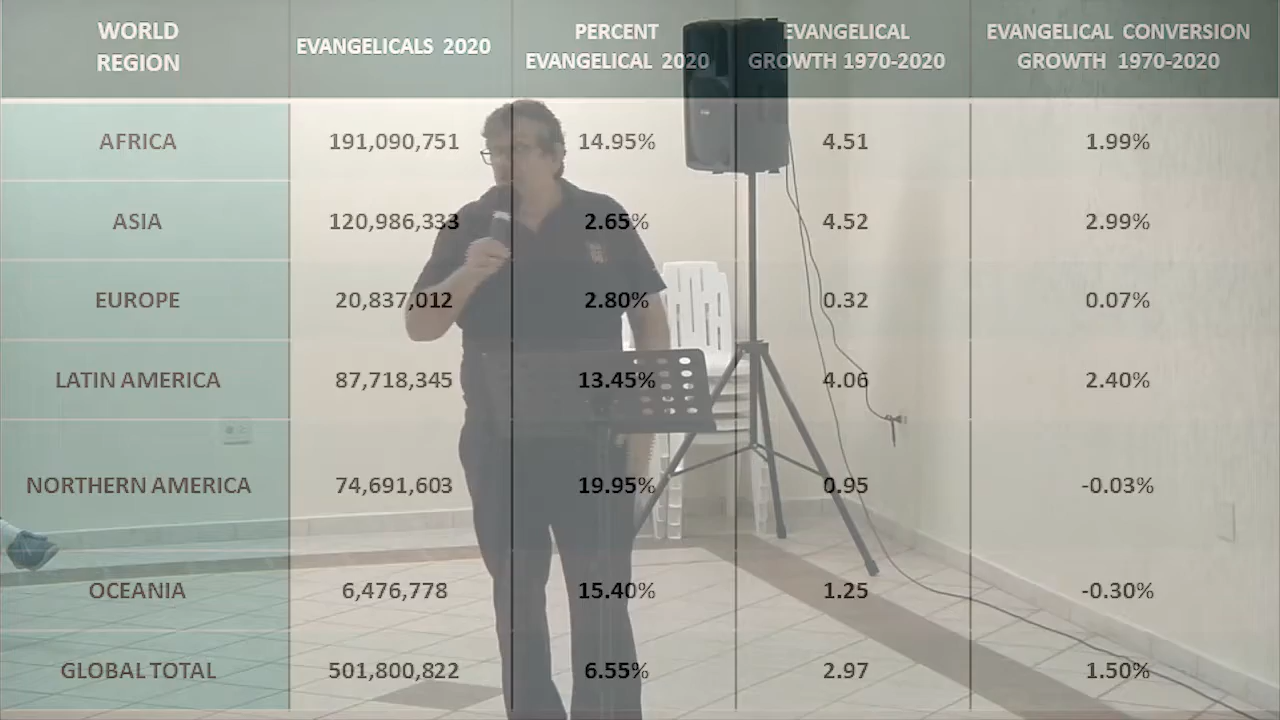 WORLD REGION | EVANGELICALS 2020 | PERCENT EVANGELICAL 2020 | EVANGELICAL GROWTH 1970-2020 | EVANGELICAL CONVERSION GROWTH 1970-2020
AFRICA | 191,090,751 | 14.95% | 4.51 | 1.99%
ASIA | 120,986,333 | 2.65% | 4.52 | 2.99%
EUROPE | 20,837,012 | 2.80% | 0.32 | 0.07%
LATIN AMERICA | 87,718,345 | 13.45% | 4.06 | 2.40%
NORTHERN AMERICA | 74,691,603 | 19.95% | 0.95 | -0.03%
OCEANIA | 6,476,778 | 15.40% | 1.25 | -0.30%
GLOBAL TOTAL | 501,800,822 | 6.55% | 2.97 | 1.50%